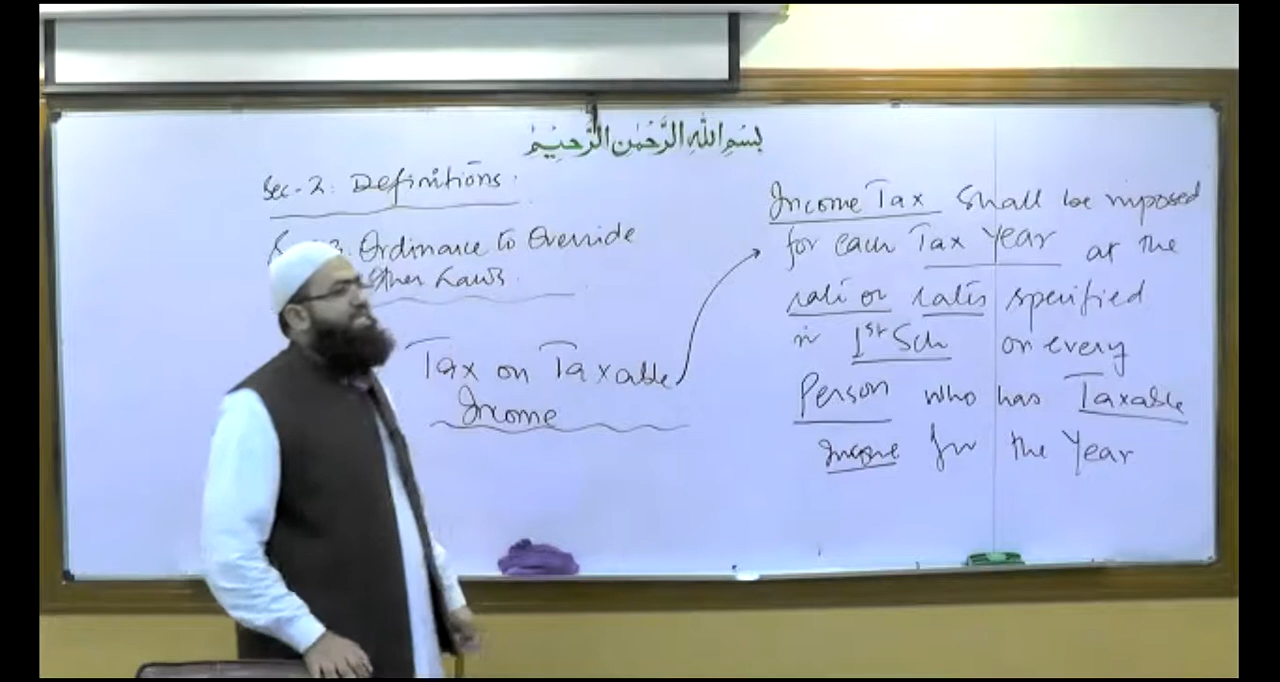 بِسْمِ اللهِ الرَّحْمٰنِ الرَّحِيْمِ
Sec-2: Definitions.
Ordinance to Override
other Laws.
Tax on Taxable
Income
Income Tax shall be imposed
for each Tax Year at the
rate or rates specified
in 1st Sch on every
Person who has Taxable
Income for the Year